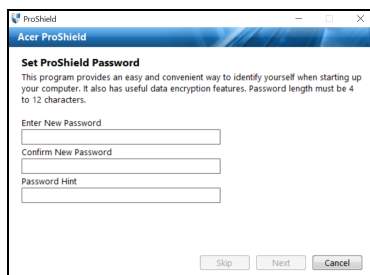 ProShield
Acer ProShield
Set ProShield Password
This program provides an easy and convenient way to identify yourself when starting up
your computer. It also has useful data encryption features. Password length must be 4
to 12 characters.
Enter New Password
Confirm New Password
Password Hint
Skip Next Cancel